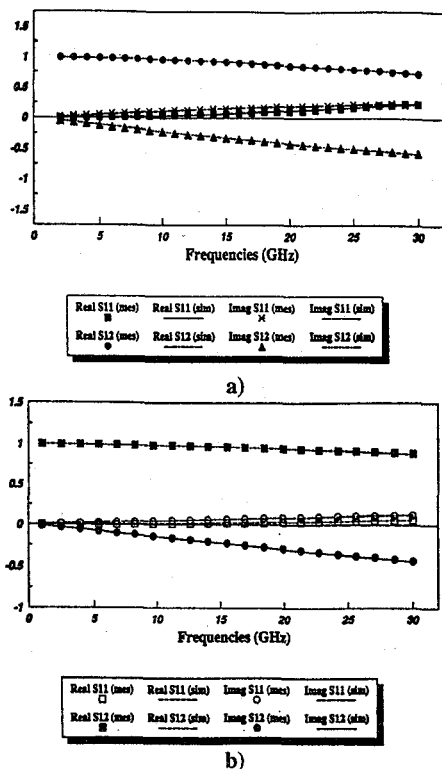 1.5
1
0.5
0
-0.5
-1
-1.5
0 5 10 15 20 25 30
Frequencies (GHz)
Real S11 (mes) Real S11 (sim) Imag S11 (mes) Imag S11 (sim)
Real S12 (mes) Real S12 (sim) Imag S12 (mes) Imag S12 (sim)
a)
1.5
1
0.5
0
-0.5
-1
0 5 10 15 20 25 30
Frequencies (GHz)
Real S11 (mes) Real S11 (sim) Imag S11 (mes) Imag S11 (sim)
Real S12 (mes) Real S12 (sim) Imag S12 (mes) Imag S12 (sim)
b)